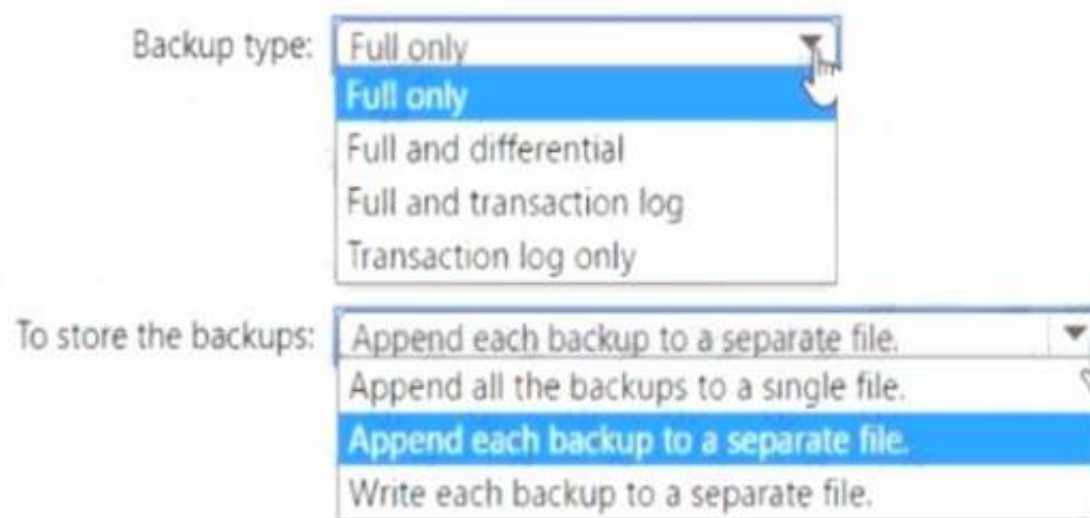 Backup type: Full only
Full only
Full and differential
Full and transaction log
Transaction log only
To store the backups: Append each backup to a separate file.
Append all the backups to a single file.
Append each backup to a separate file.
Write each backup to a separate file.